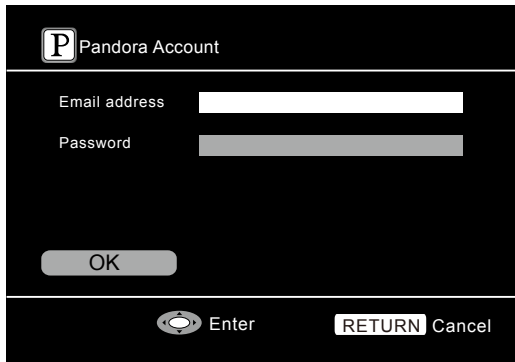 P Pandora Account
Email address
Password
OK
Enter RETURN Cancel